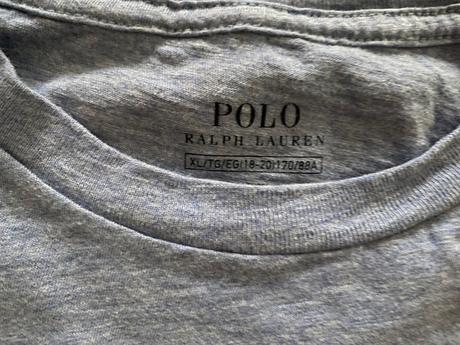 POLO
RALPH LAUREN
XL/TG/EG|18-20|170/88A